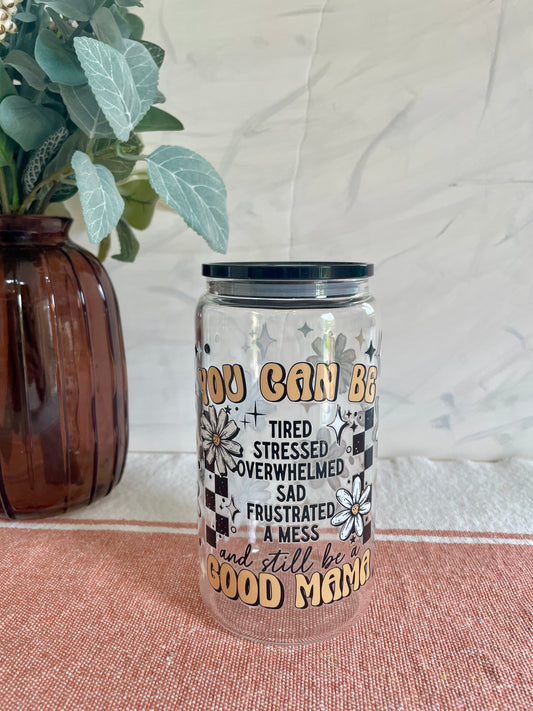 YOU CAN BE
TIRED
STRESSED
OVERWHELMED
SAD
FRUSTRATED
A MESS
and still be a
GOOD MAMA